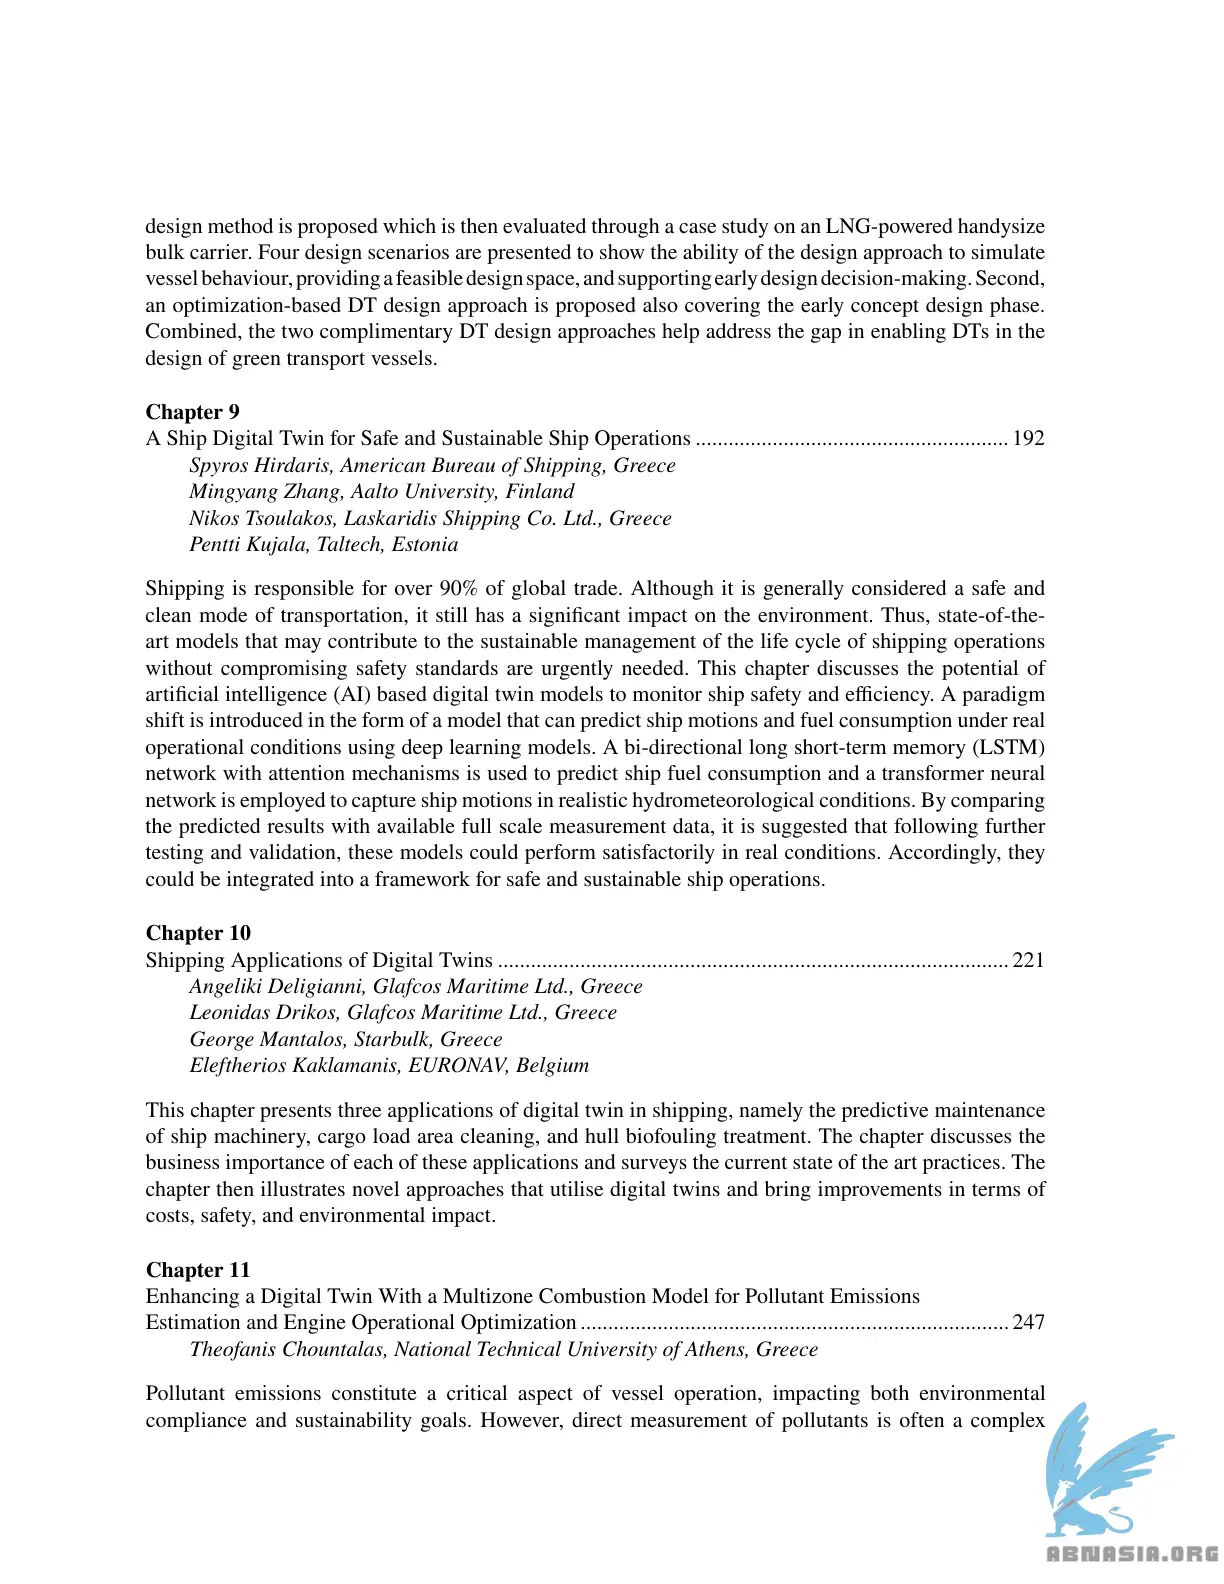 design method is proposed which is then evaluated through a case study on an LNG-powered handysize
bulk carrier. Four design scenarios are presented to show the ability of the design approach to simulate
vessel behaviour, providing a feasible design space, and supporting early design decision-making. Second,
an optimization-based DT design approach is proposed also covering the early concept design phase.
Combined, the two complimentary DT design approaches help address the gap in enabling DTs in the
design of green transport vessels.
Chapter 9
A Ship Digital Twin for Safe and Sustainable Ship Operations ......................................................... 192
Spyros Hirdaris, American Bureau of Shipping, Greece
Mingyang Zhang, Aalto University, Finland
Nikos Tsoulakos, Laskaridis Shipping Co. Ltd., Greece
Pentti Kujala, Taltech, Estonia
Shipping is responsible for over 90% of global trade. Although it is generally considered a safe and
clean mode of transportation, it still has a significant impact on the environment. Thus, state-of-the-
art models that may contribute to the sustainable management of the life cycle of shipping operations
without compromising safety standards are urgently needed. This chapter discusses the potential of
artificial intelligence (AI) based digital twin models to monitor ship safety and efficiency. A paradigm
shift is introduced in the form of a model that can predict ship motions and fuel consumption under real
operational conditions using deep learning models. A bi-directional long short-term memory (LSTM)
network with attention mechanisms is used to predict ship fuel consumption and a transformer neural
network is employed to capture ship motions in realistic hydrometeorological conditions. By comparing
the predicted results with available full scale measurement data, it is suggested that following further
testing and validation, these models could perform satisfactorily in real conditions. Accordingly, they
could be integrated into a framework for safe and sustainable ship operations.
Chapter 10
Shipping Applications of Digital Twins ............................................................................................. 221
Angeliki Deligianni, Glafcos Maritime Ltd., Greece
Leonidas Drikos, Glafcos Maritime Ltd., Greece
George Mantalos, Starbulk, Greece
Eleftherios Kaklamanis, EURONAV, Belgium
This chapter presents three applications of digital twin in shipping, namely the predictive maintenance
of ship machinery, cargo load area cleaning, and hull biofouling treatment. The chapter discusses the
business importance of each of these applications and surveys the current state of the art practices. The
chapter then illustrates novel approaches that utilise digital twins and bring improvements in terms of
costs, safety, and environmental impact.
Chapter 11
Enhancing a Digital Twin With a Multizone Combustion Model for Pollutant Emissions
Estimation and Engine Operational Optimization .............................................................................. 247
Theofanis Chountalas, National Technical University of Athens, Greece
Pollutant emissions constitute a critical aspect of vessel operation, impacting both environmental
compliance and sustainability goals. However, direct measurement of pollutants is often a complex
ABNASIA.ORG